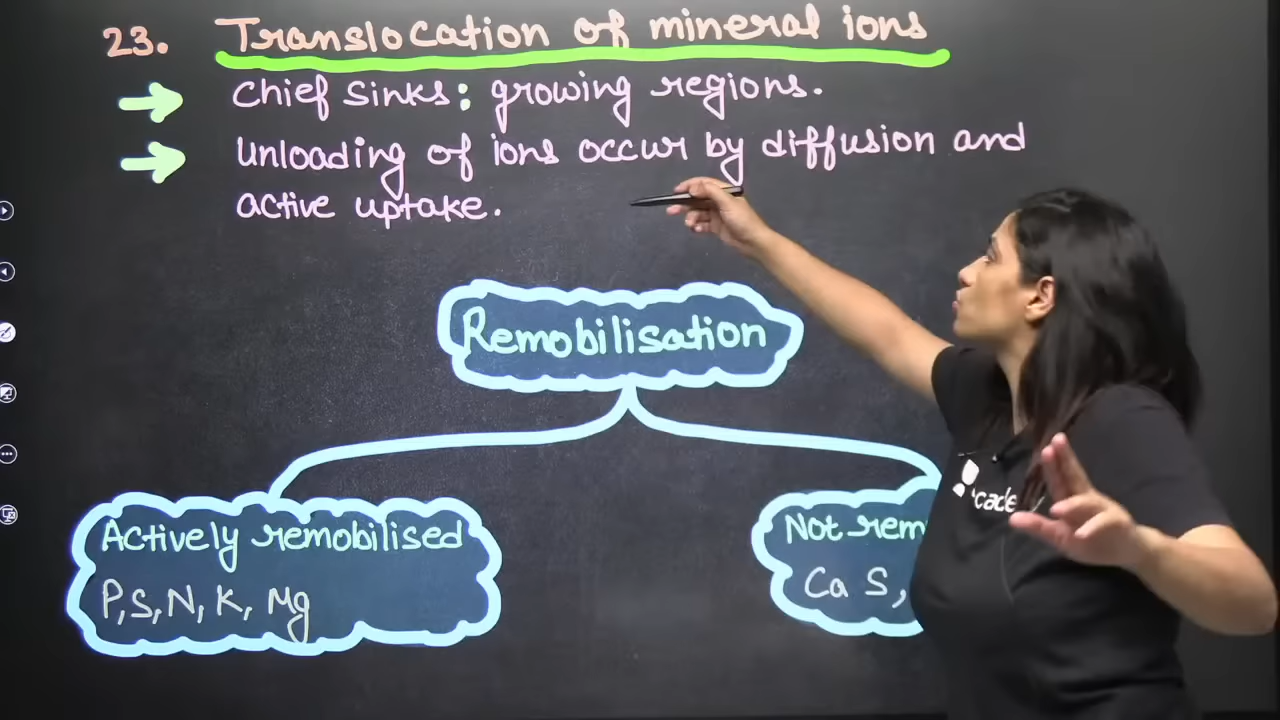 23. Translocation of mineral ions
Chief Sinks: growing regions.
Unloading of ions occur by diffusion and
active uptake.
Remobilisation
Actively remobilised
P, S, N, K, Mg
Not rem
Ca S,